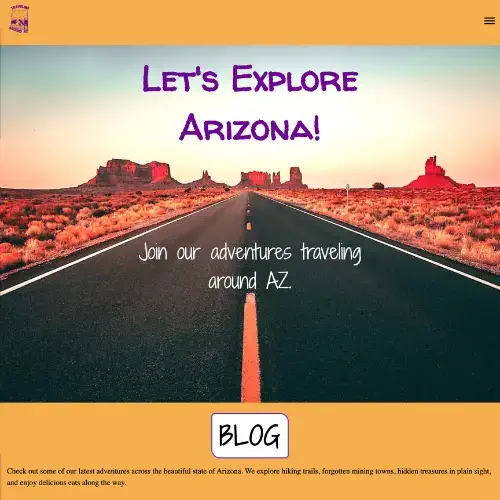 Let's Explore
Arizona!
Join our adventures traveling
around AZ.
BLOG
Check out some of our latest adventures across the beautiful state of Arizona. We explore hiking trails, forgotten mining towns, hidden treasures in plain sight,
and enjoy delicious eats along the way.